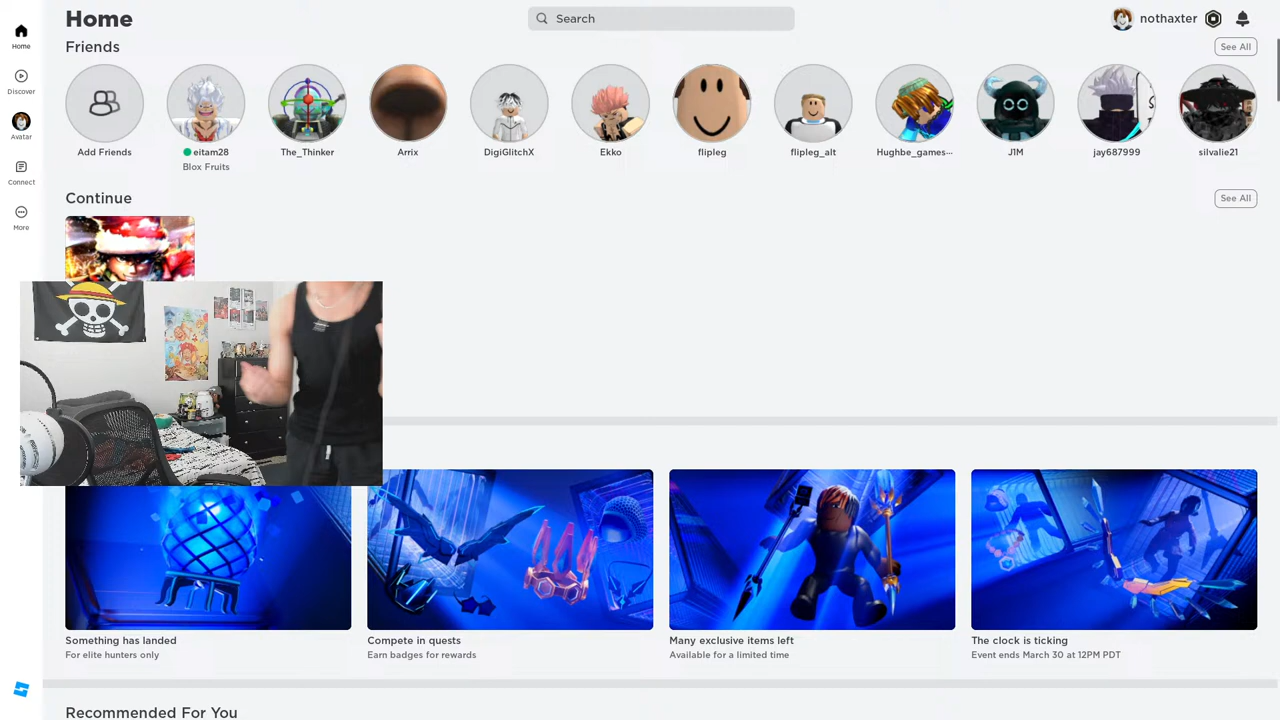 Home
Search
nothaxter
Home
Discover
Avatar
Connect
More
Friends
See All
Add Friends
eitam28
Blox Fruits
The_Thinker
Arrix
DigiGlitchX
Ekko
flipleg
flipleg_alt
Hughbe_games···
J1M
jay687999
silvalie21
Continue
See All
Something has landed
For elite hunters only
Compete in quests
Earn badges for rewards
Many exclusive items left
Available for a limited time
The clock is ticking
Event ends March 30 at 12PM PDT
Recommended For You